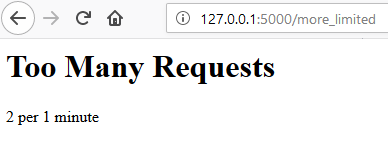 127.0.0.1:5000/more_limited
Too Many Requests
2 per 1 minute